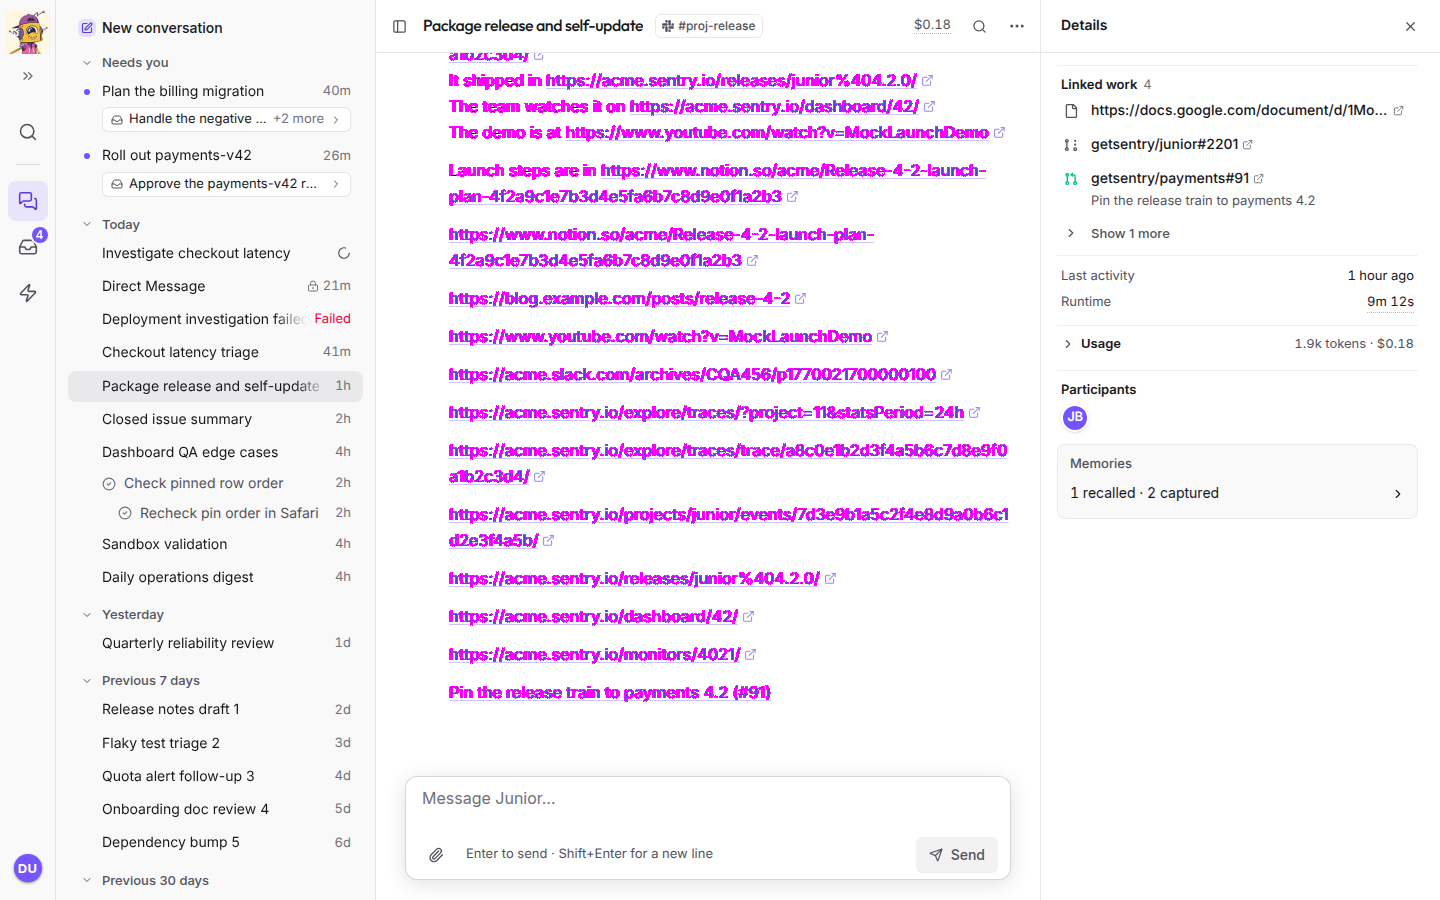 New conversation
Needs you
Plan the billing migration 40m
Handle the negative ... +2 more
Roll out payments-v42 26m
Approve the payments-v42 r...
Today
Investigate checkout latency
Direct Message 21m
Deployment investigation failed Failed
Checkout latency triage 41m
Package release and self-update 1h
Closed issue summary 2h
Dashboard QA edge cases 4h
Check pinned row order 2h
Recheck pin order in Safari 2h
Sandbox validation 4h
Daily operations digest 4h
Yesterday
Quarterly reliability review 1d
Previous 7 days
Release notes draft 1 2d
Flaky test triage 2 3d
Quota alert follow-up 3 4d
Onboarding doc review 4 5d
Dependency bump 5 6d
Previous 30 days
4
DU
Package release and self-update #proj-release $0.18
a1b2c3d4/
It shipped in https://acme.sentry.io/releases/junior%404.2.0/
The team watches it on https://acme.sentry.io/dashboard/42/
The demo is at https://www.youtube.com/watch?v=MockLaunchDemo
Launch steps are in https://www.notion.so/acme/Release-4-2-launch-
plan-4f2a9c1e7b3d4e5fa6b7c8d9e0f1a2b3
https://www.notion.so/acme/Release-4-2-launch-plan-
4f2a9c1e7b3d4e5fa6b7c8d9e0f1a2b3
https://blog.example.com/posts/release-4-2
https://www.youtube.com/watch?v=MockLaunchDemo
https://acme.slack.com/archives/CQA456/p1770021700000100
https://acme.sentry.io/explore/traces/?project=11&statsPeriod=24h
https://acme.sentry.io/explore/traces/trace/a8c0e1b2d3f4a5b6c7d8e9f0
a1b2c3d4/
https://acme.sentry.io/projects/junior/events/7d3e9b1a5c2f4e8d9a0b6c1
d2e3f4a5b/
https://acme.sentry.io/releases/junior%404.2.0/
https://acme.sentry.io/dashboard/42/
https://acme.sentry.io/monitors/4021/
Pin the release train to payments 4.2 (#91)
Message Junior...
Enter to send · Shift+Enter for a new line
Send
Details
Linked work 4
https://docs.google.com/document/d/1Mo...
getsentry/junior#2201
getsentry/payments#91
Pin the release train to payments 4.2
Show 1 more
Last activity 1 hour ago
Runtime 9m 12s
Usage 1.9k tokens · $0.18
Participants
JB
Memories
1 recalled · 2 captured